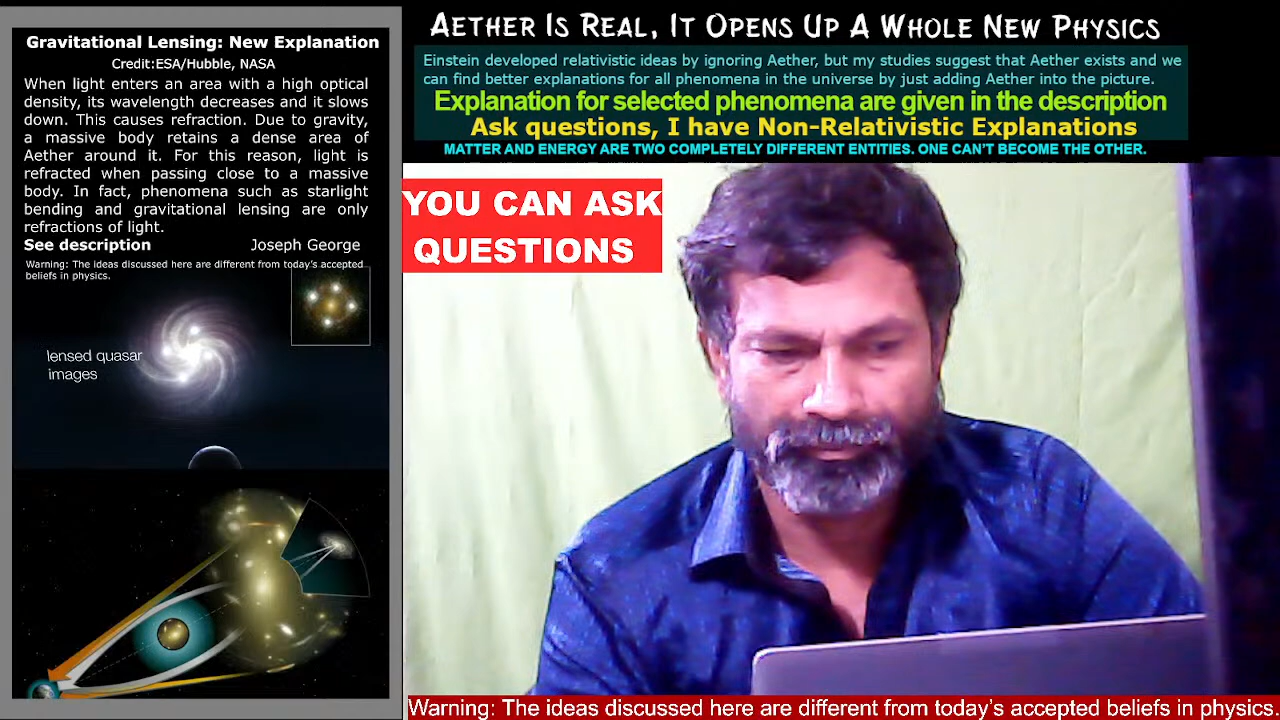 Gravitational Lensing: New Explanation
Credit:ESA/Hubble, NASA
When light enters an area with a high optical
density, its wavelength decreases and it slows
down. This causes refraction. Due to gravity,
a massive body retains a dense area of
Aether around it. For this reason, light is
refracted when passing close to a massive
body. In fact, phenomena such as starlight
bending and gravitational lensing are only
refractions of light.
See description Joseph George
Warning: The ideas discussed here are different from today's accepted
beliefs in physics.
lensed quasar
images
Aether Is Real, It Opens Up A Whole New Physics
Einstein developed relativistic ideas by ignoring Aether, but my studies suggest that Aether exists and we
can find better explanations for all phenomena in the universe by just adding Aether into the picture.
Explanation for selected phenomena are given in the description
Ask questions, I have Non-Relativistic Explanations
MATTER AND ENERGY ARE TWO COMPLETELY DIFFERENT ENTITIES. ONE CAN'T BECOME THE OTHER.
YOU CAN ASK
QUESTIONS
Warning: The ideas discussed here are different from today's accepted beliefs in physics.